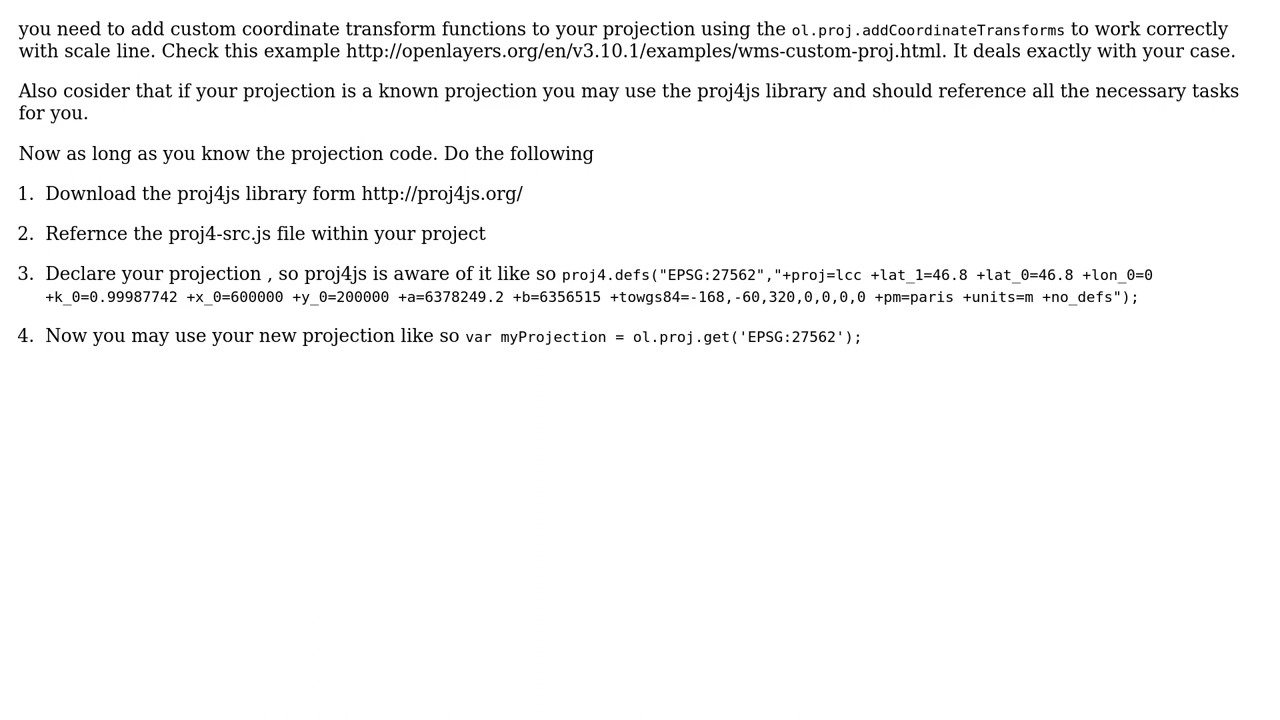 you need to add custom coordinate transform functions to your projection using the ol.proj.addCoordinateTransforms to work correctly
with scale line. Check this example http://openlayers.org/en/v3.10.1/examples/wms-custom-proj.html. It deals exactly with your case.
Also cosider that if your projection is a known projection you may use the proj4js library and should reference all the necessary tasks
for you.
Now as long as you know the projection code. Do the following
1. Download the proj4js library form http://proj4js.org/
2. Refernce the proj4-src.js file within your project
3. Declare your projection , so proj4js is aware of it like so proj4.defs("EPSG:27562","+proj=lcc +lat_1=46.8 +lat_0=46.8 +lon_0=0
+k_0=0.99987742 +x_0=600000 +y_0=200000 +a=6378249.2 +b=6356515 +towgs84=-168,-60,320,0,0,0,0 +pm=paris +units=m +no_defs");
4. Now you may use your new projection like so var myProjection = ol.proj.get('EPSG:27562');